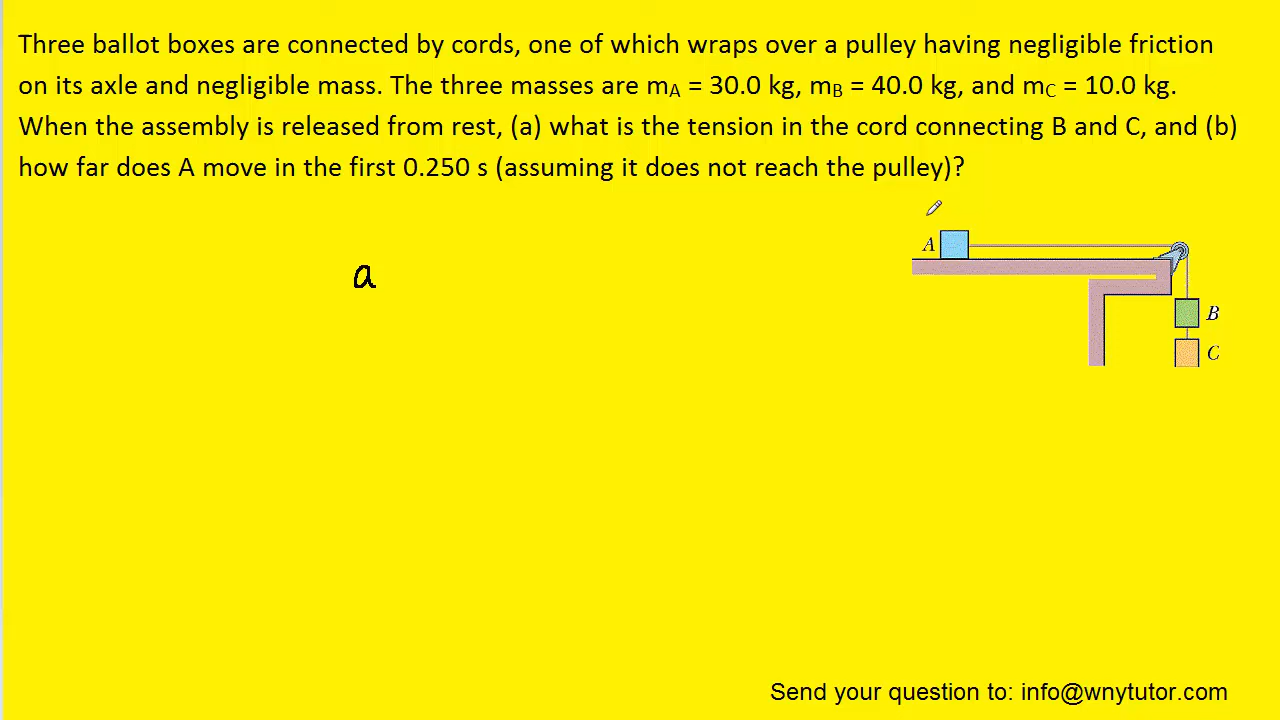 Three ballot boxes are connected by cords, one of which wraps over a pulley having negligible friction
on its axle and negligible mass. The three masses are mA = 30.0 kg, mB = 40.0 kg, and mC = 10.0 kg.
When the assembly is released from rest, (a) what is the tension in the cord connecting B and C, and (b)
how far does A move in the first 0.250 s (assuming it does not reach the pulley)?
A
a
B
C
Send your question to: info@wnytutor.com